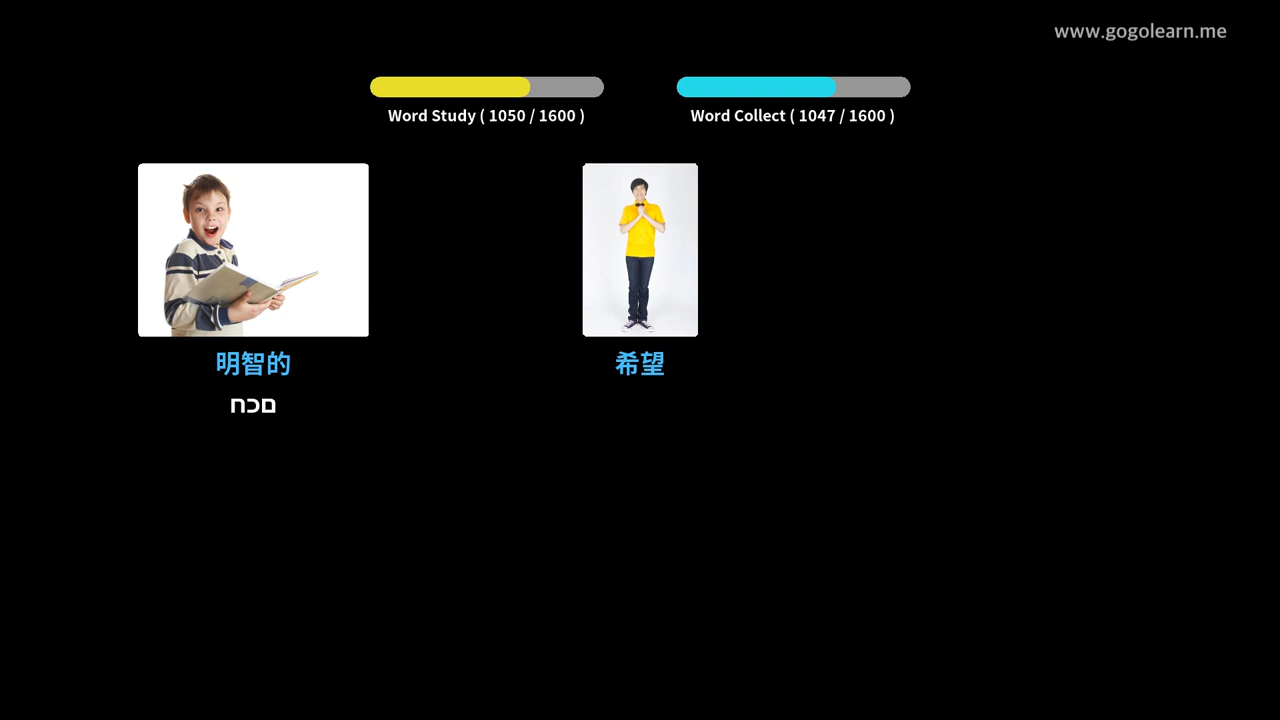 www.gogolearn.me
Word Study ( 1050 / 1600 )
Word Collect ( 1047 / 1600 )
明智的
希望
חכם